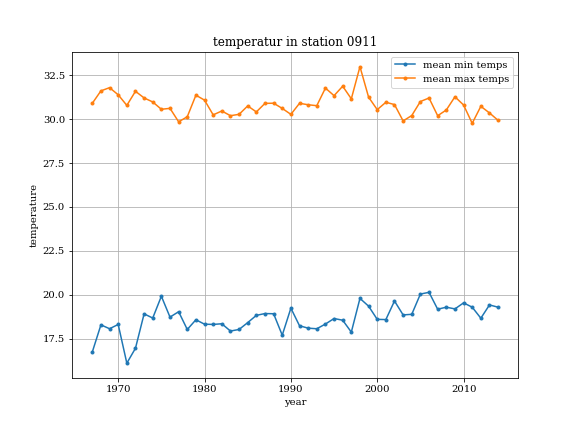 temperatur in station 0911
mean min temps
mean max temps
32.5
30.0
27.5
25.0
22.5
20.0
17.5
temperature
1970
1980
1990
2000
2010
year